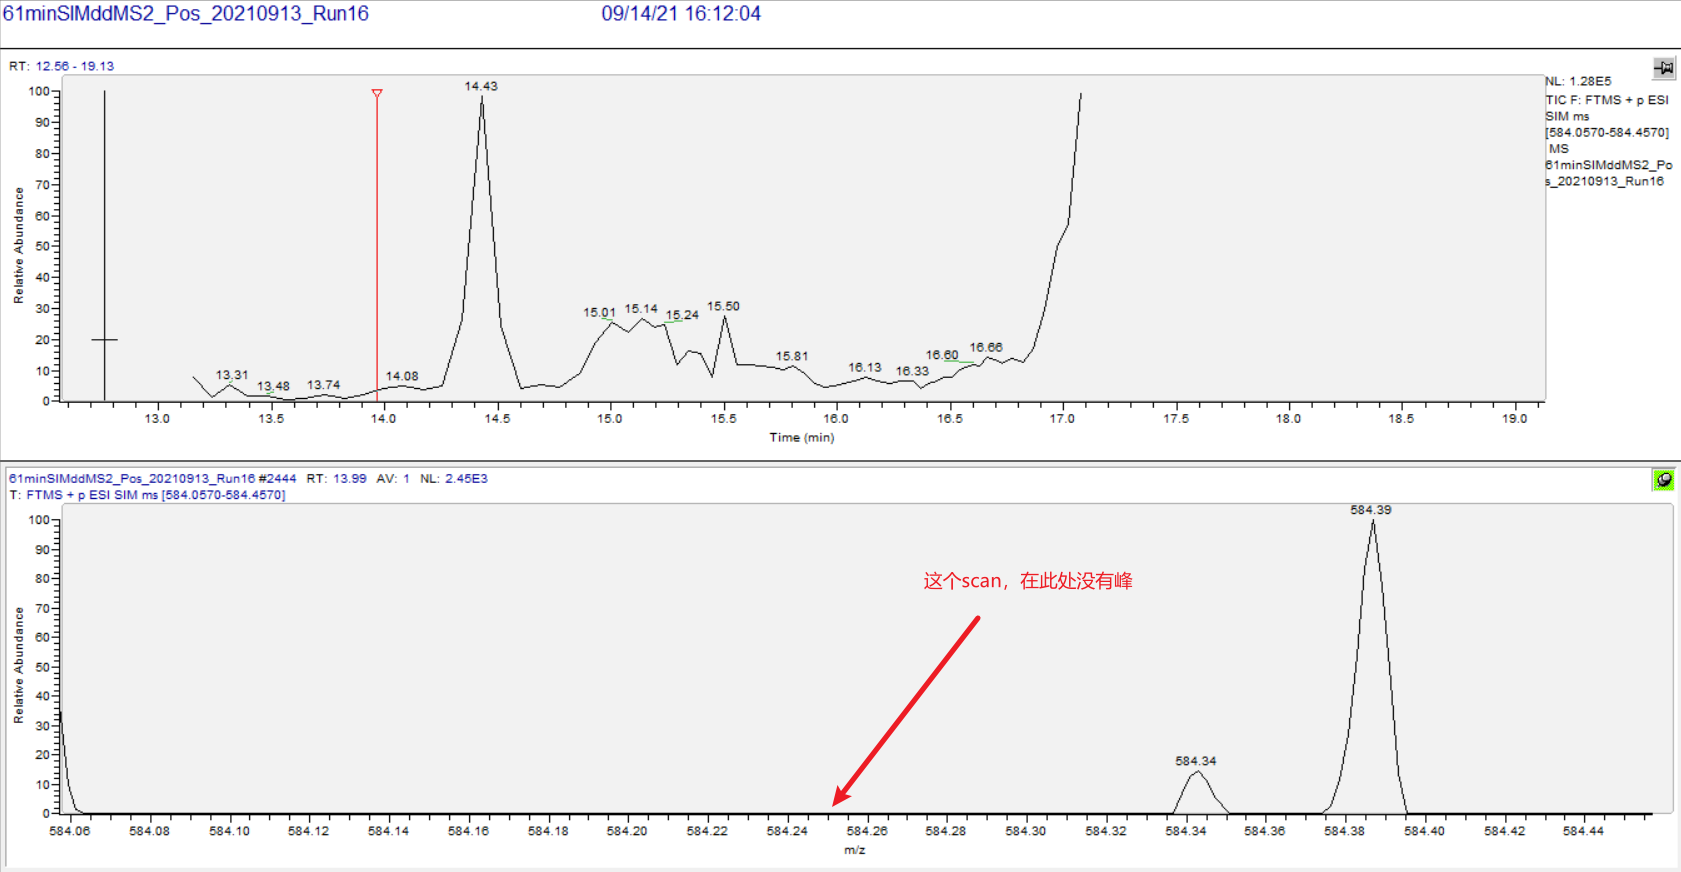 61minSIMddMS2_Pos_20210913_Run16
09/14/21 16:12:04
RT: 12.56 - 19.13
NL: 1.28E5
TIC F: FTMS + p ESI
SIM ms
[584.0570-584.4570]
MS
61minSIMddMS2_Po
s_20210913_Run16
Relative Abundance
100
90
80
70
60
50
40
30
20
10
0
14.43
13.31
13.48
13.74
14.08
15.01
15.14
15.24
15.50
15.81
16.13
16.33
16.60
16.66
13.0 13.5 14.0 14.5 15.0 15.5 16.0 16.5 17.0 17.5 18.0 18.5 19.0
Time (min)
61minSIMddMS2_Pos_20210913_Run16 #2444 RT: 13.99 AV: 1 NL: 2.45E3
T: FTMS + p ESI SIM ms [584.0570-584.4570]
Relative Abundance
100
90
80
70
60
50
40
30
20
10
0
584.39
这个scan，在此处没有峰
584.34
584.06 584.08 584.10 584.12 584.14 584.16 584.18 584.20 584.22 584.24 584.26 584.28 584.30 584.32 584.34 584.36 584.38 584.40 584.42 584.44
m/z